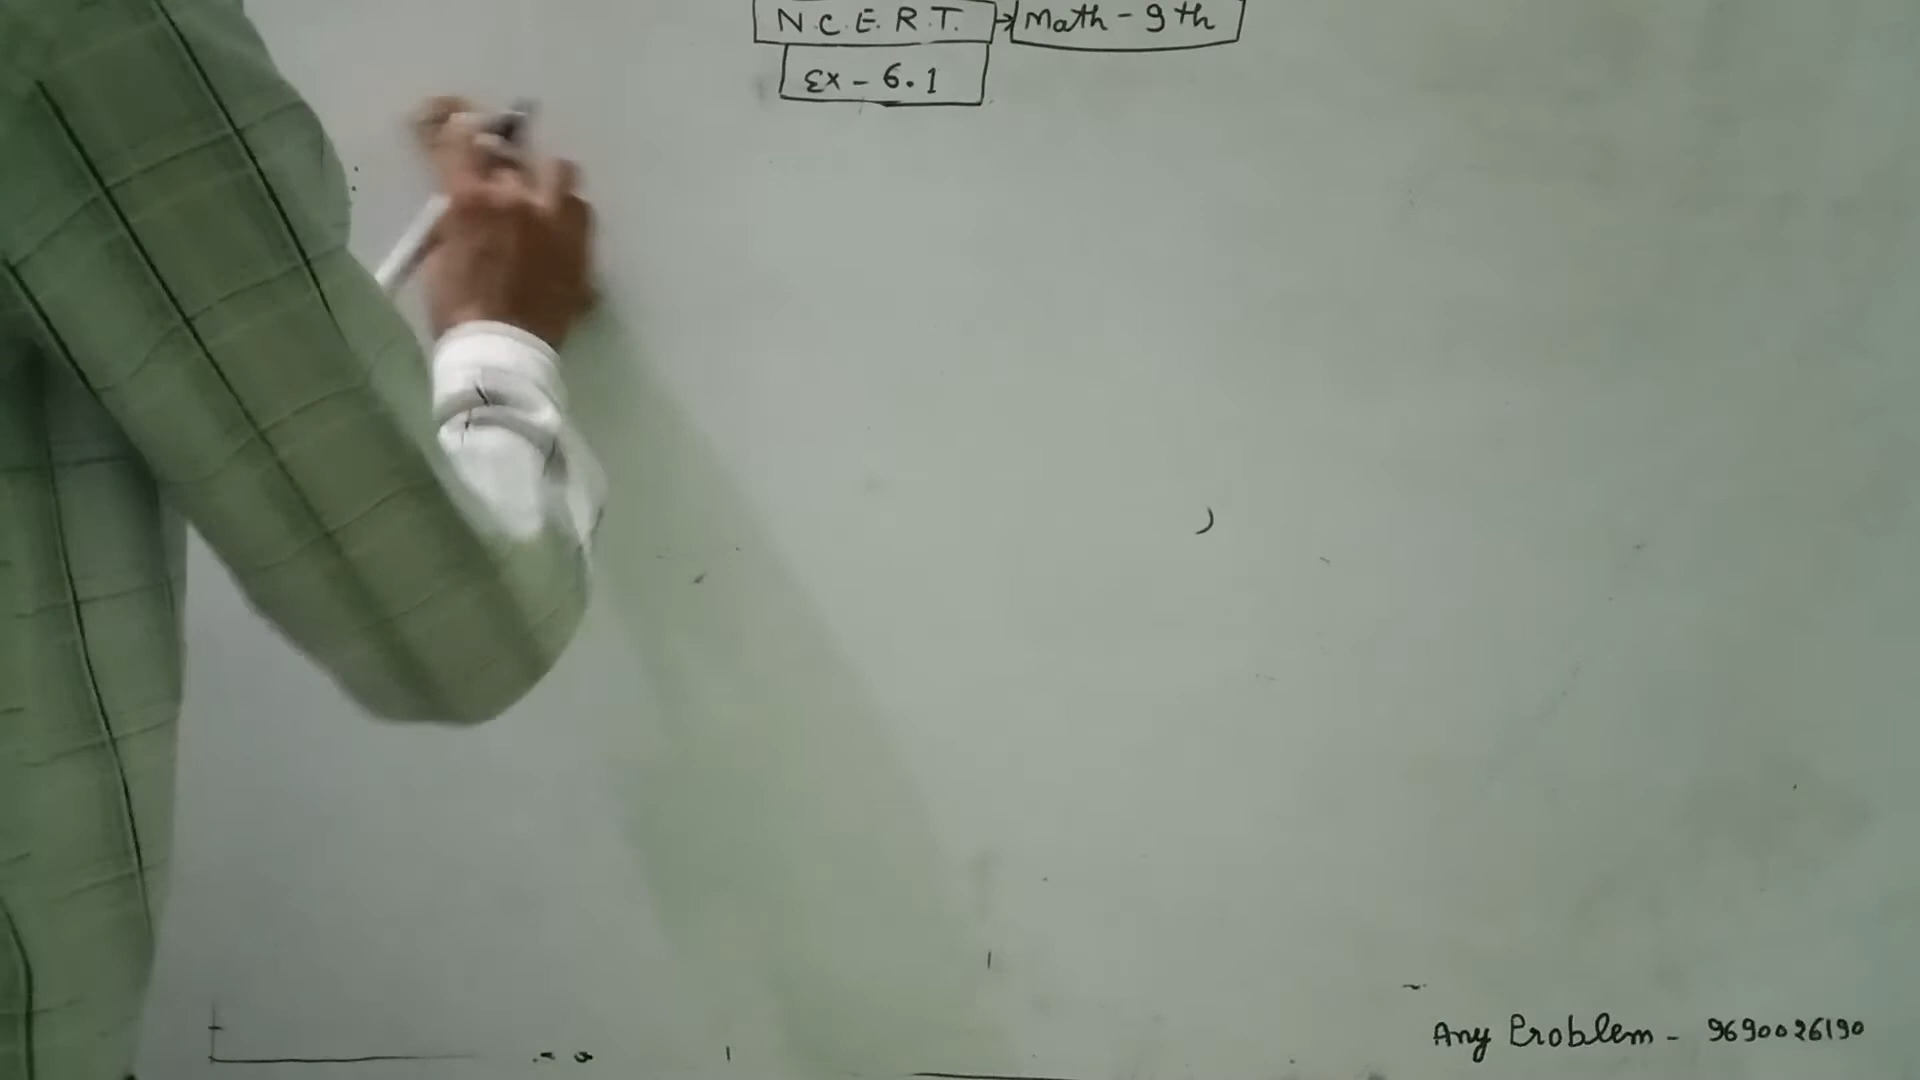 N.C.E.R.T. → Math - 9th
Ex - 6.1
Any Problem - 9690026190